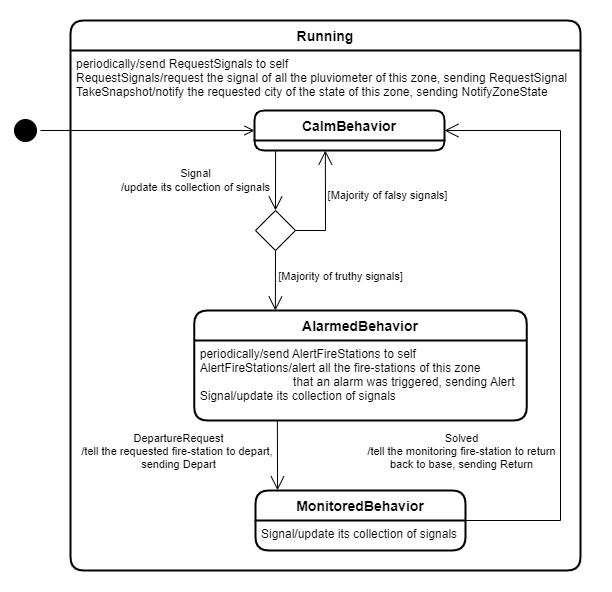 Running
periodically/send RequestSignals to self
RequestSignals/request the signal of all the pluviometer of this zone, sending RequestSignal
TakeSnapshot/notify the requested city of the state of this zone, sending NotifyZoneState
CalmBehavior
Signal
/update its collection of signals
[Majority of falsy signals]
[Majority of truthy signals]
AlarmedBehavior
periodically/send AlertFireStations to self
AlertFireStations/alert all the fire-stations of this zone
that an alarm was triggered, sending Alert
Signal/update its collection of signals
DepartureRequest
/tell the requested fire-station to depart,
sending Depart
Solved
/tell the monitoring fire-station to return
back to base, sending Return
MonitoredBehavior
Signal/update its collection of signals